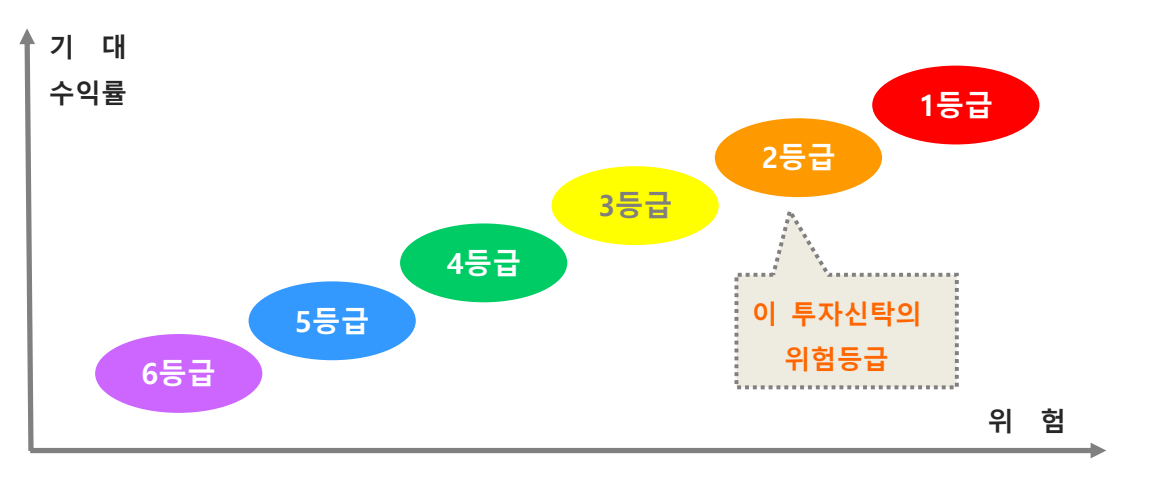 기 대
수익률
1등급
2등급
3등급
4등급
5등급
6등급
이 투자신탁의
위험등급
위 험